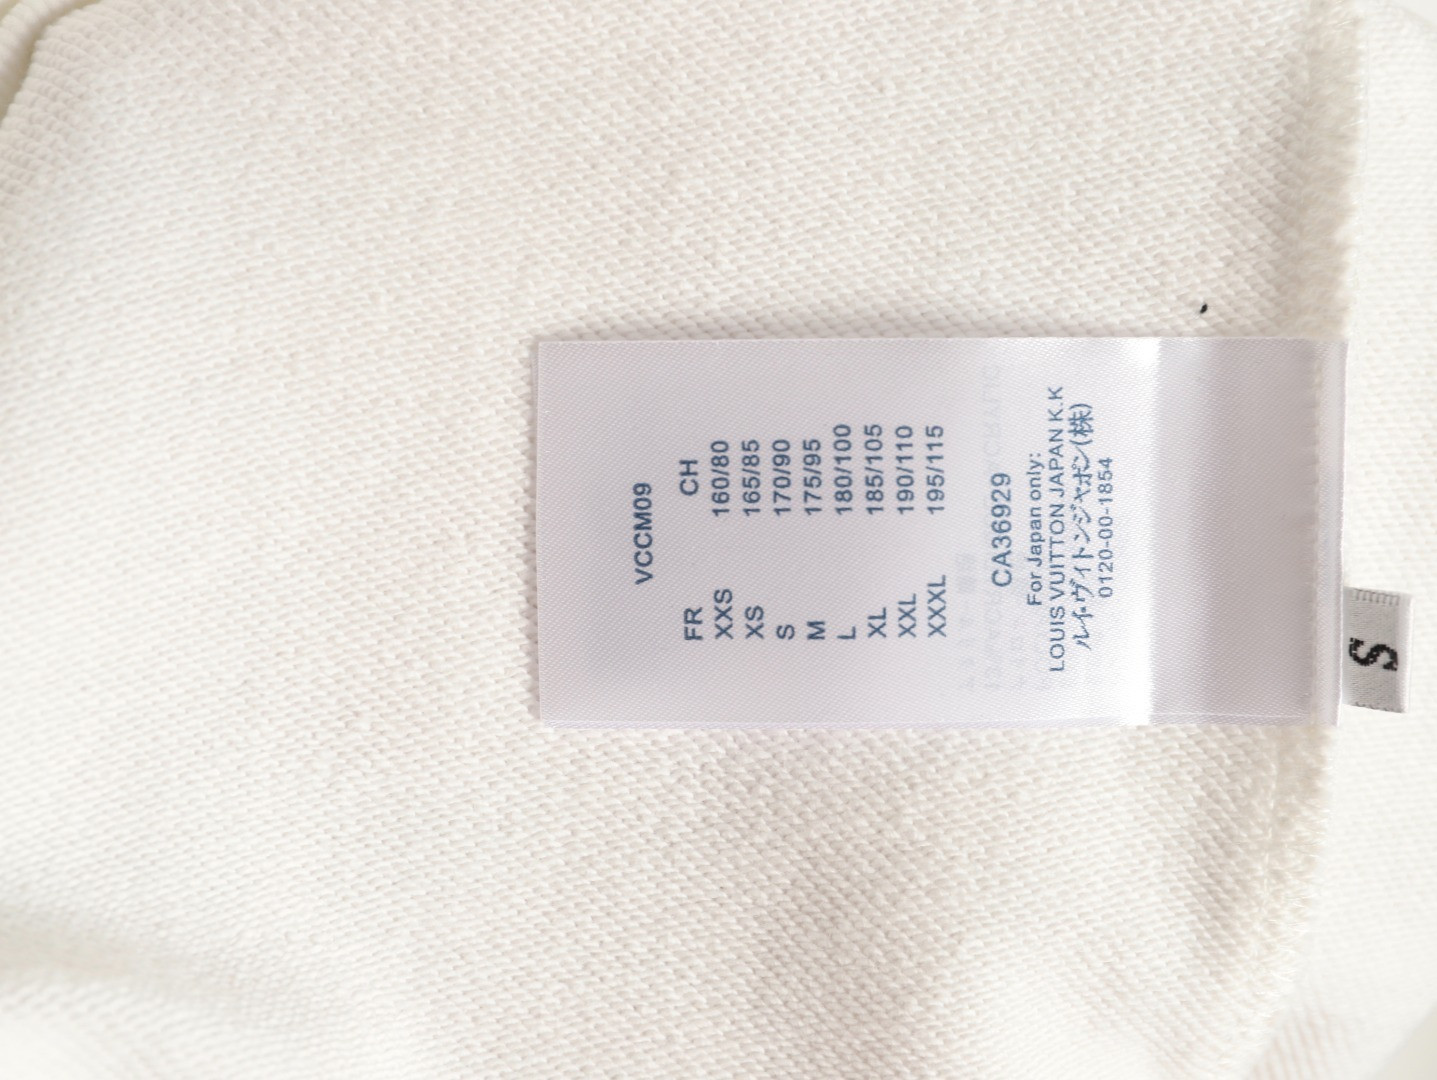 VCCM09
FR CH
XXS 160/80
XS 165/85
S 170/90
M 175/95
L 180/100
XL 185/105
XXL 190/110
XXXL 195/115
CA36929
For Japan only:
LOUIS VUITTON JAPAN K.K
ルイ·ヴィトンジャポン(株)
0120-00-1854
S